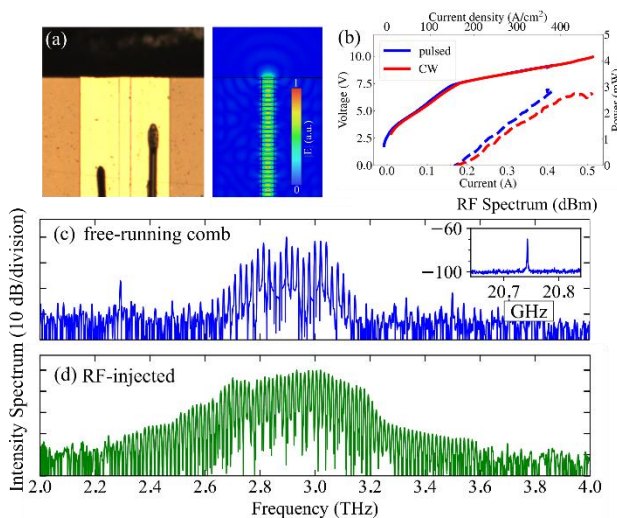 (a)
1
E (a.u.)
0
(b)
Current density (A/cm²)
0 100 200 300 400
pulsed
CW
Voltage (V)
10.0
7.5
5.0
2.5
0.0
5
4
3
2
1
0
Power (mW)
0.0 0.1 0.2 0.3 0.4 0.5
Current (A)
RF Spectrum (dBm)
(c) free-running comb
−60
−100
20.7 20.8
GHz
(d) RF-injected
Intensity Spectrum (10 dB/division)
2.0 2.2 2.4 2.6 2.8 3.0 3.2 3.4 3.6 3.8 4.0
Frequency (THz)